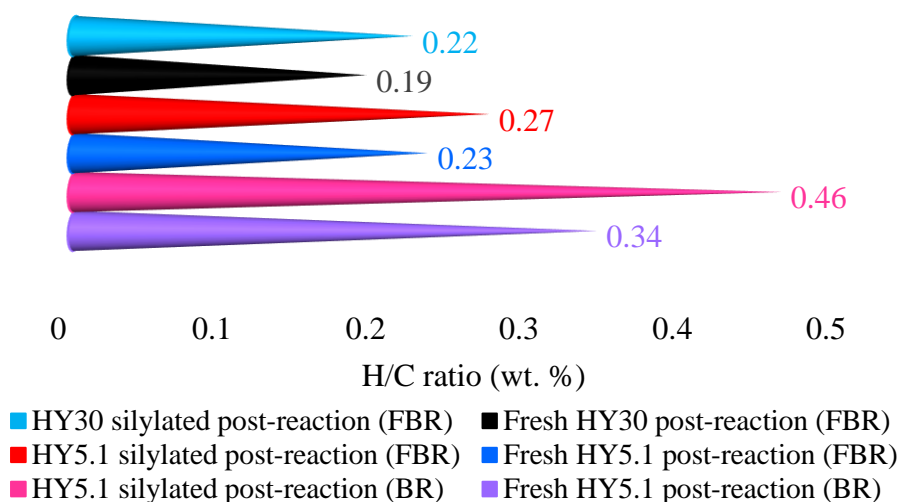 0.22
0.19
0.27
0.23
0.46
0.34
0 0.1 0.2 0.3 0.4 0.5
H/C ratio (wt. %)
HY30 silylated post-reaction (FBR) Fresh HY30 post-reaction (FBR)
HY5.1 silylated post-reaction (FBR) Fresh HY5.1 post-reaction (FBR)
HY5.1 silylated post-reaction (BR) Fresh HY5.1 post-reaction (BR)